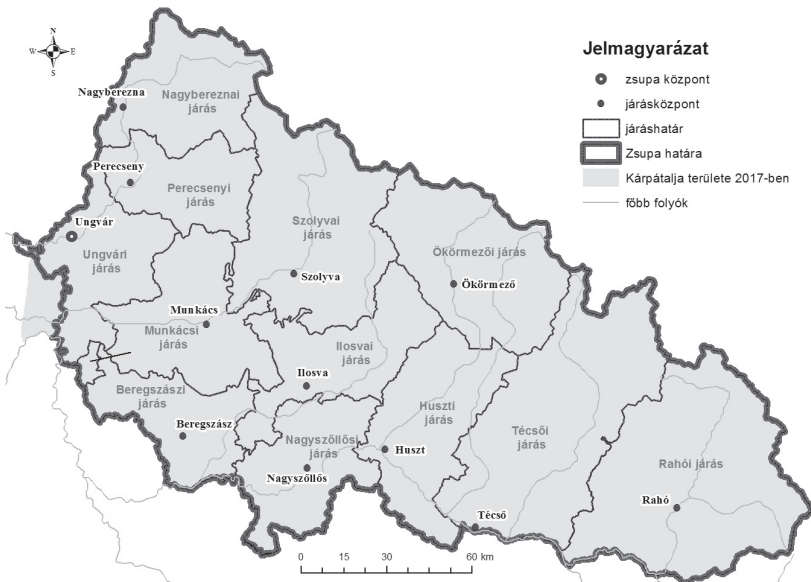 N
W E
S
Jelmagyarázat
zsupa központ
járásközpont
járáshatár
Zsupa határa
Kárpátalja területe 2017-ben
főbb folyók
Nagyberezna
Nagybereznai
járás
Perecseny
Perecsenyi
járás
Ungvár
Ungvári
járás
Szolyvai
járás
Szolyva
Ökörmezői járás
Ökörmező
Munkács
Munkácsi
járás
Ilosvai
járás
Ilosva
Beregszászi
járás
Beregszász
Nagyszőllősi
járás
Nagyszőllős
Huszti
járás
Huszt
Técsői
járás
Técső
Rahói járás
Rahó
0 15 30 45 60 km